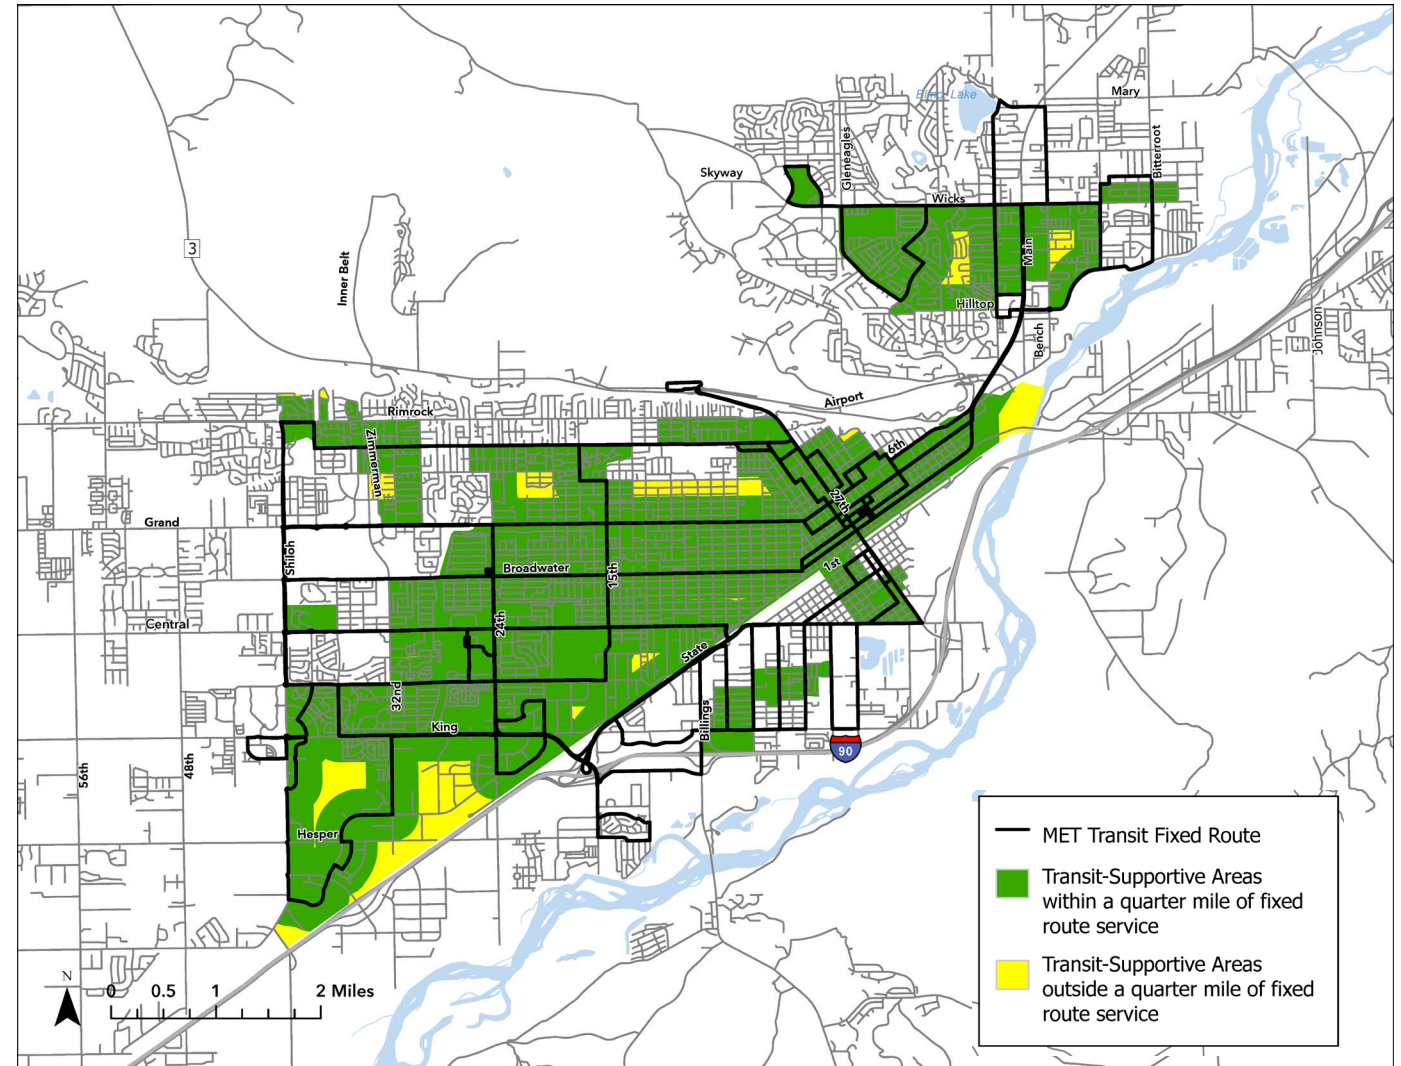 Mary
Elmo Lake
Bitterroot
Gleneagles
Skyway
Wicks
3
Main
Inner Belt
Hilltop
Johnson
Bench
Airport
Rimrock
Zimmerman
6th
27th
Grand
Shiloh
Broadwater
1st
15th
Central
24th
State
32nd
King
Billings
90
56th
48th
Hesper
MET Transit Fixed Route
Transit-Supportive Areas
within a quarter mile of fixed
route service
Transit-Supportive Areas
outside a quarter mile of fixed
route service
N
0 0.5 1 2 Miles